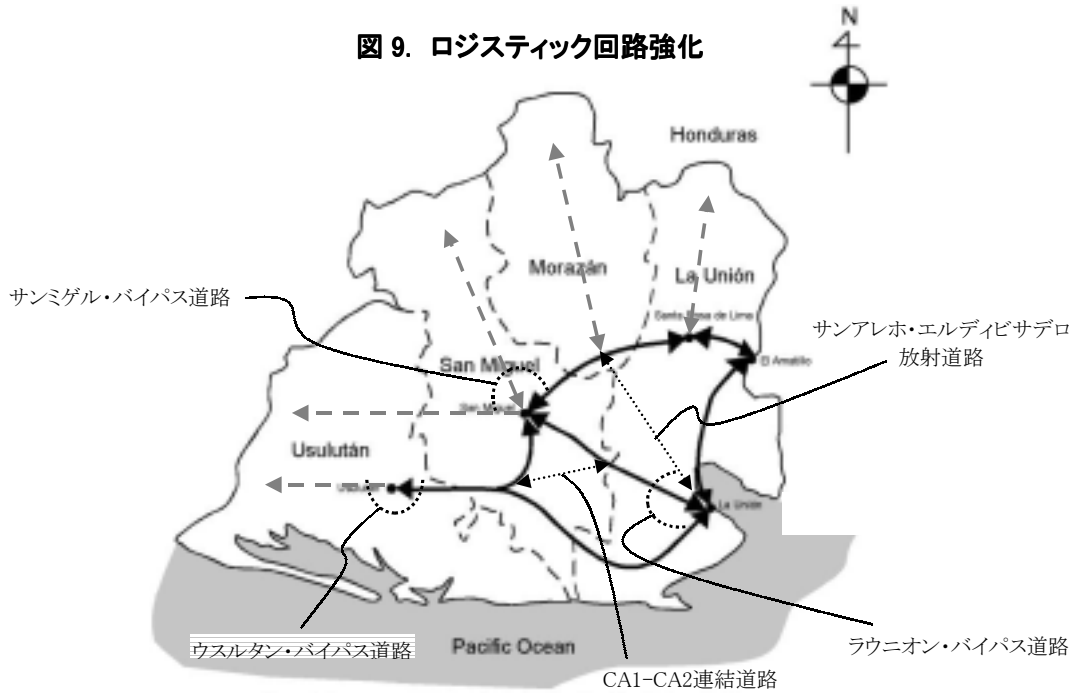 図 9. ロジスティック回路強化
N
Honduras
Morazán
La Unión
サンミゲル・バイパス道路
Santa Rosa de Lima
サンアレホ・エルディビサデロ
放射道路
El Amatillo
San Miguel
San Miguel
Usulután
Usulután
La Unión
ウスルタン・バイパス道路
Pacific Ocean
ラウニオン・バイパス道路
CA1-CA2連結道路